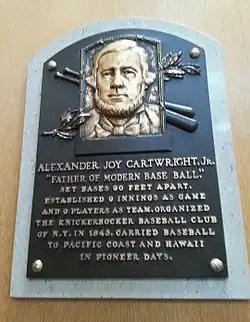 ALEXANDER JOY CARTWRIGHT, JR.
"FATHER OF MODERN BASE BALL."
SET BASES 90 FEET APART.
ESTABLISHED 9 INNINGS AS GAME
AND 9 PLAYERS AS TEAM. ORGANIZED
THE KNICKERBOCKER BASEBALL CLUB
OF N.Y. IN 1845. CARRIED BASEBALL
TO PACIFIC COAST AND HAWAII
IN PIONEER DAYS.